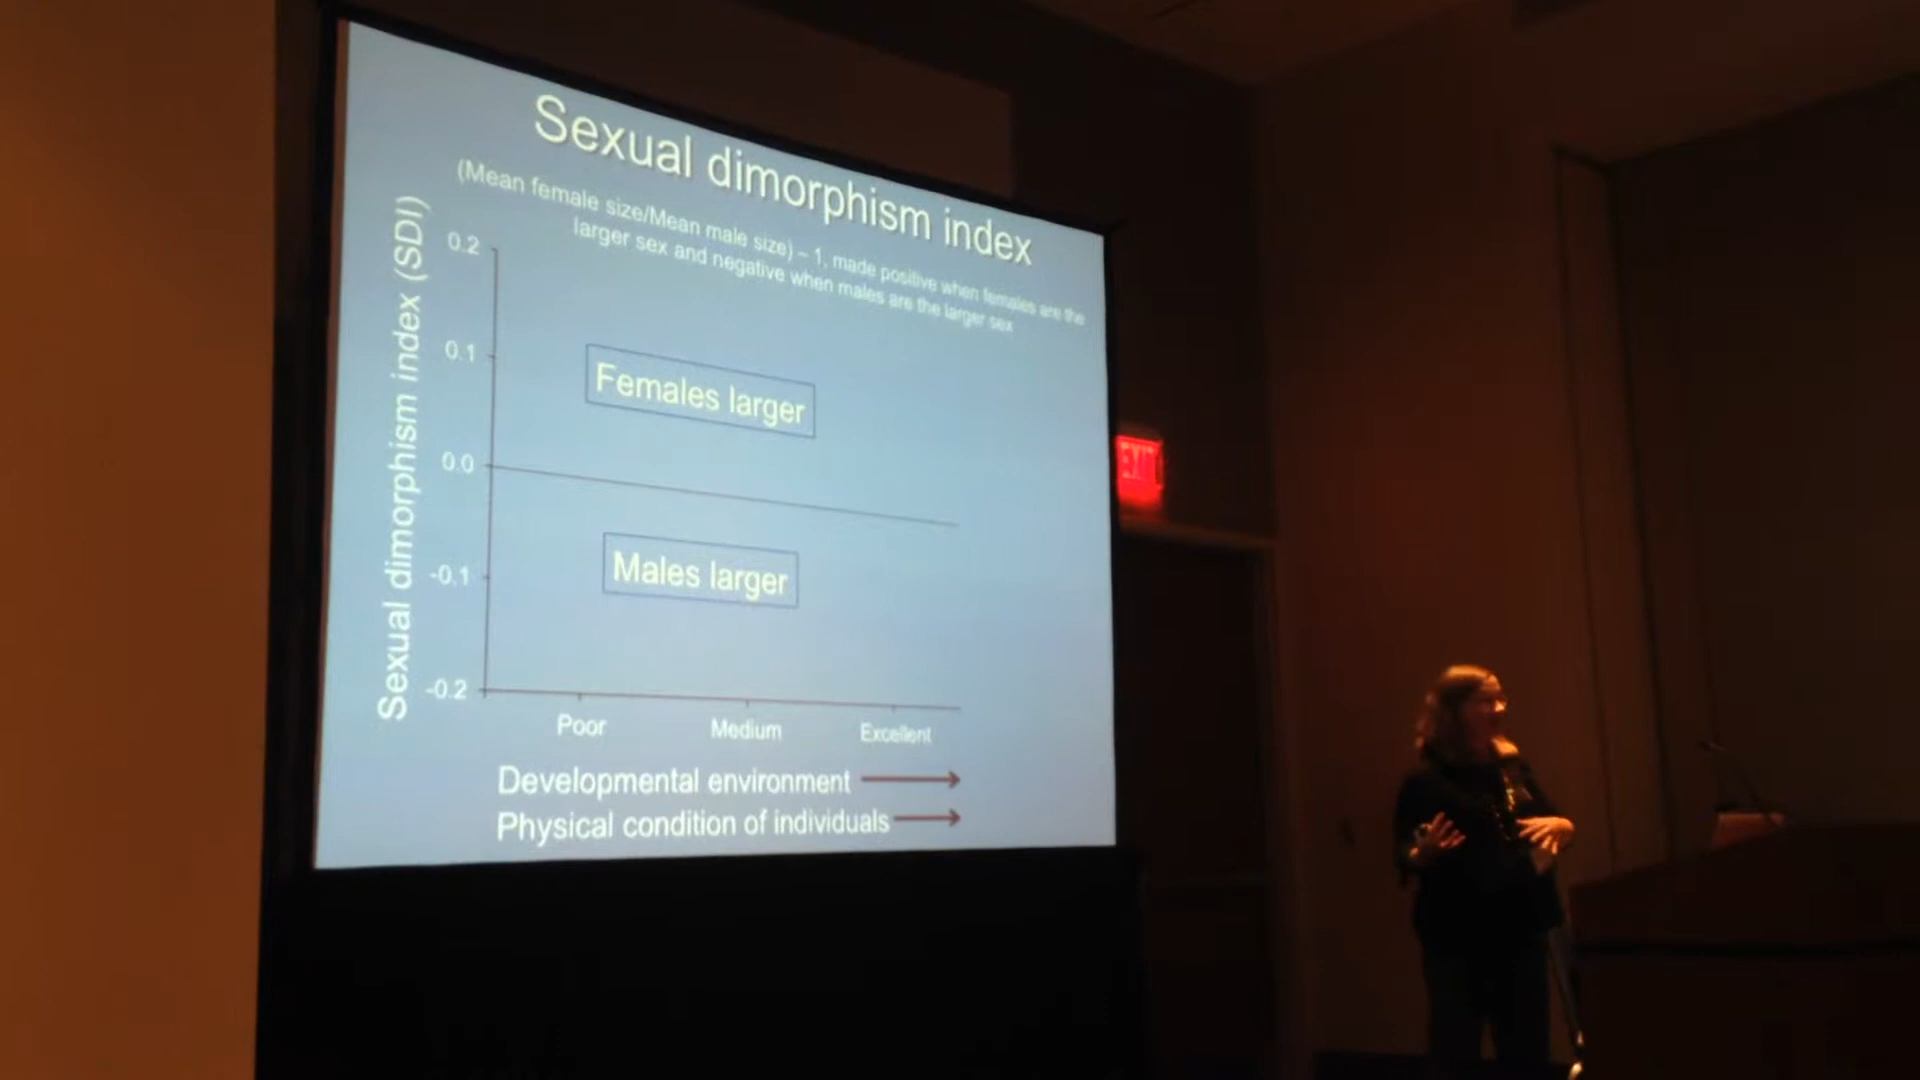 Sexual dimorphism index
(Mean female size/Mean male size) – 1, made positive when females are the
larger sex and negative when males are the larger sex
Sexual dimorphism index (SDI)
0.2
0.1
Females larger
0.0
-0.1
Males larger
-0.2
Poor Medium Excellent
Developmental environment
Physical condition of individuals
EXIT